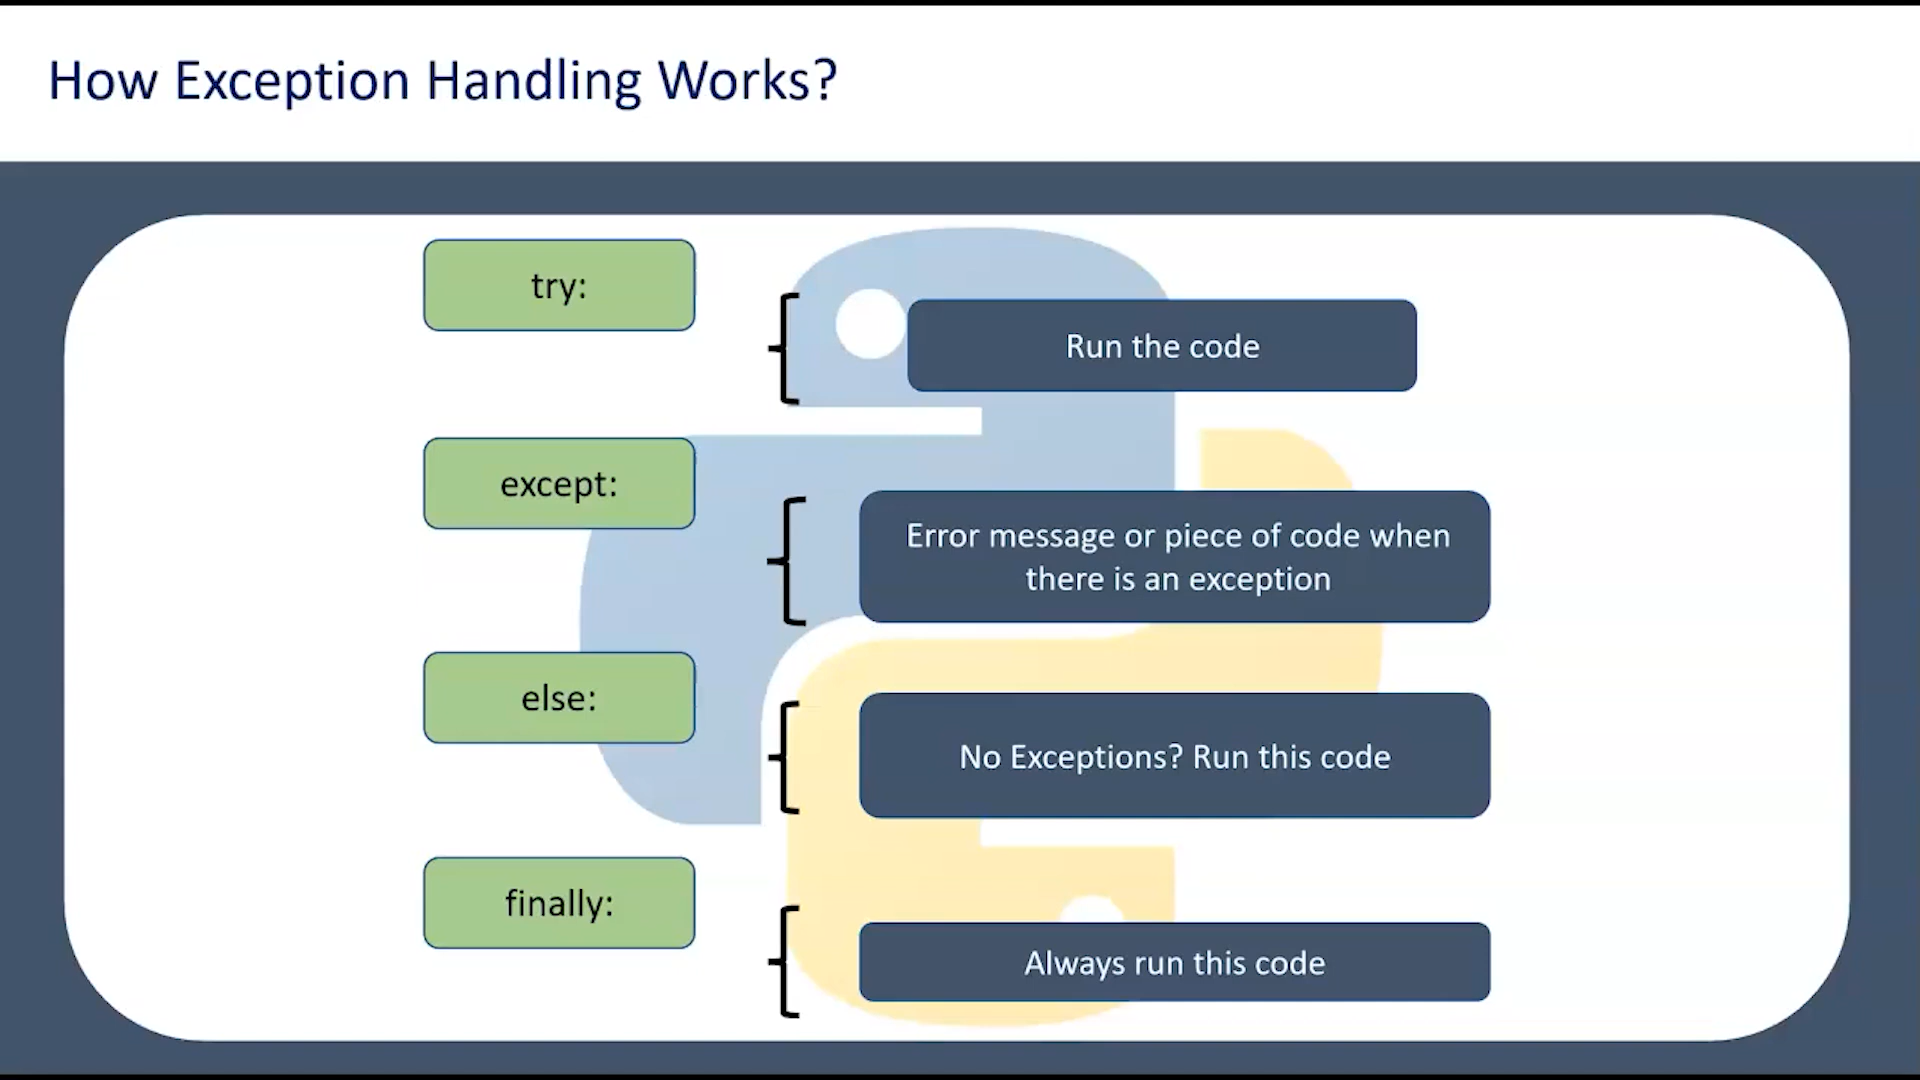 How Exception Handling Works?
try:
Run the code
except:
Error message or piece of code when
there is an exception
else:
No Exceptions? Run this code
finally:
Always run this code